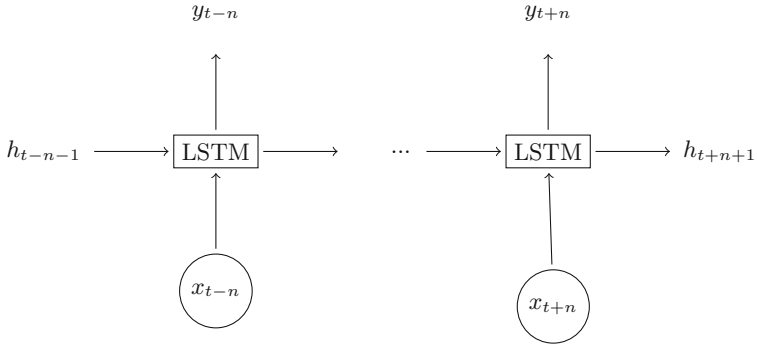 y_{t−n} y_{t+n}
h_{t−n−1} LSTM ... LSTM h_{t+n+1}
x_{t−n} x_{t+n}